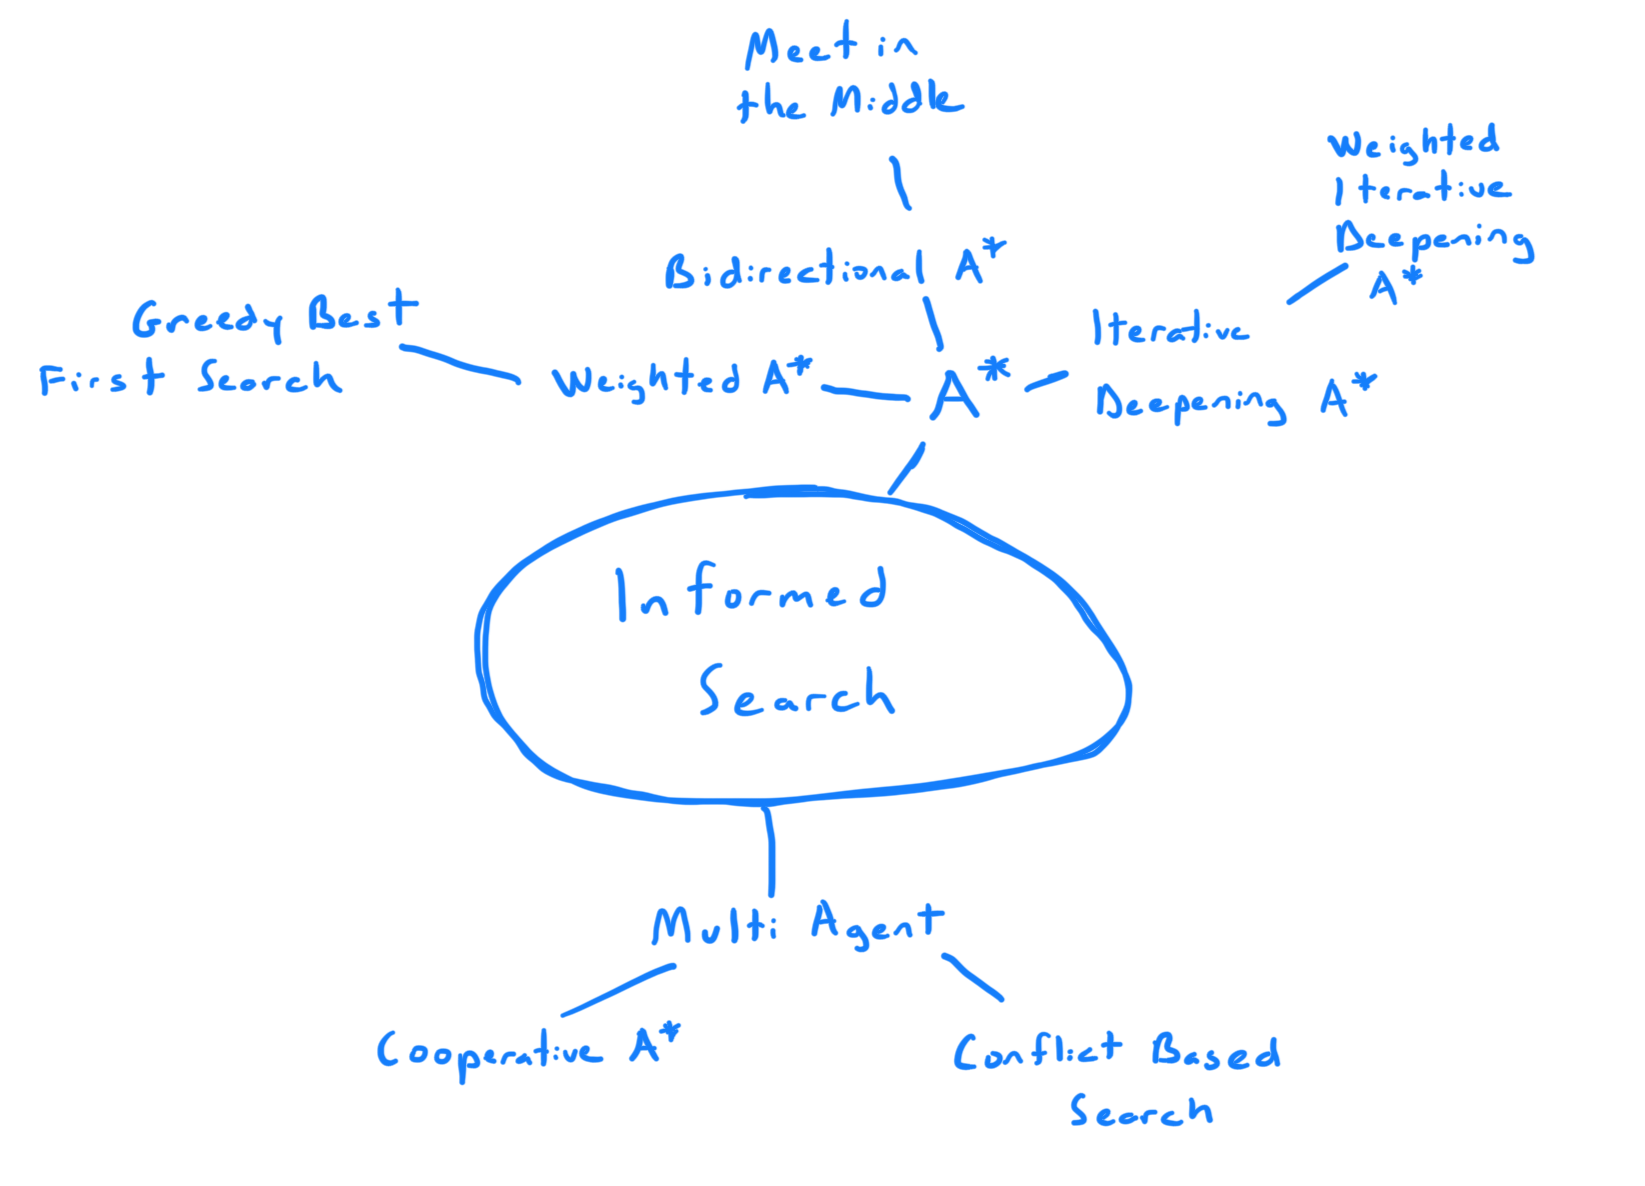 Meet in
the Middle
Weighted
Iterative
Deepening
A*
Bidirectional A*
Greedy Best
First Search
Weighted A*
A*
Iterative
Deepening A*
Informed
Search
Multi Agent
Cooperative A*
Conflict Based
Search